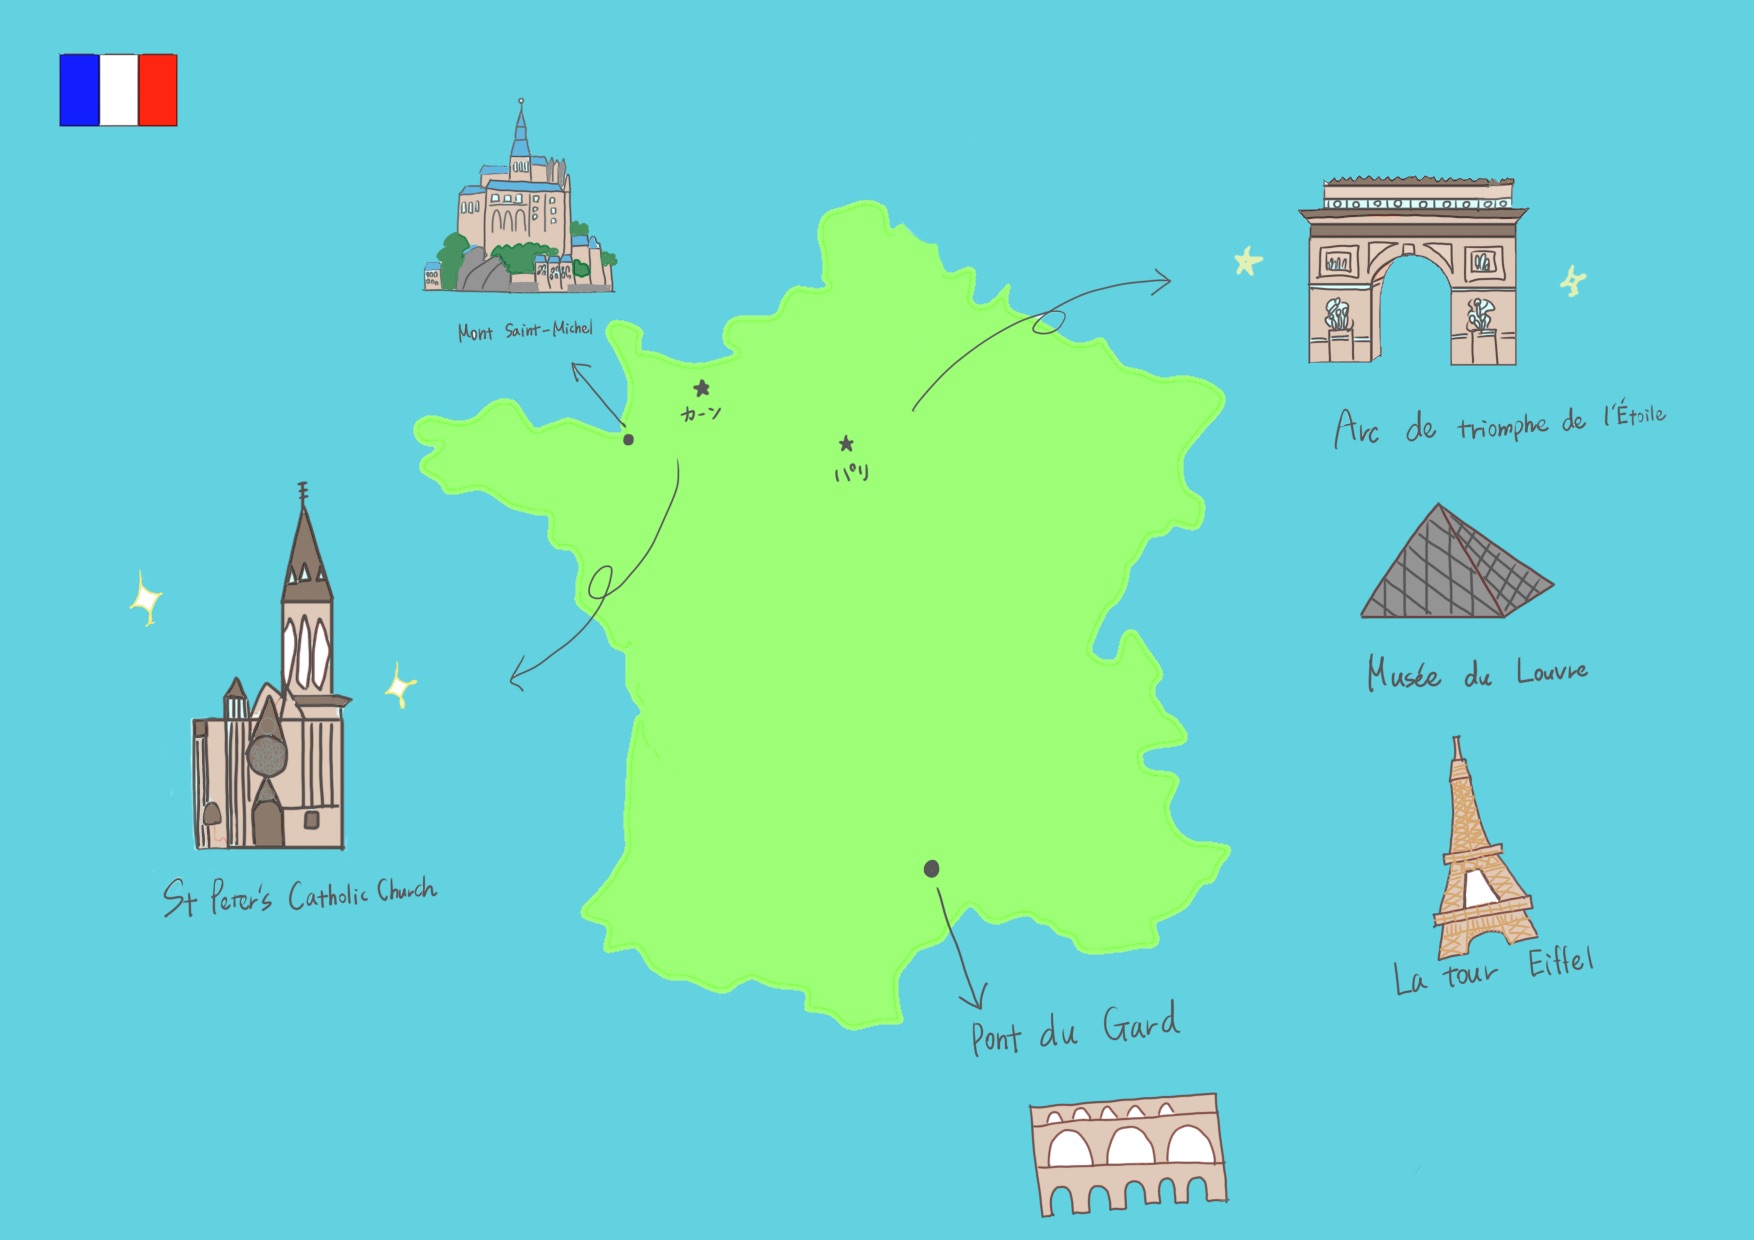 Mont Saint-Michel
カーン
パリ
Arc de triomphe de l'Étoile
Musée du Louvre
St Peter's Catholic Church
La tour Eiffel
Pont du Gard